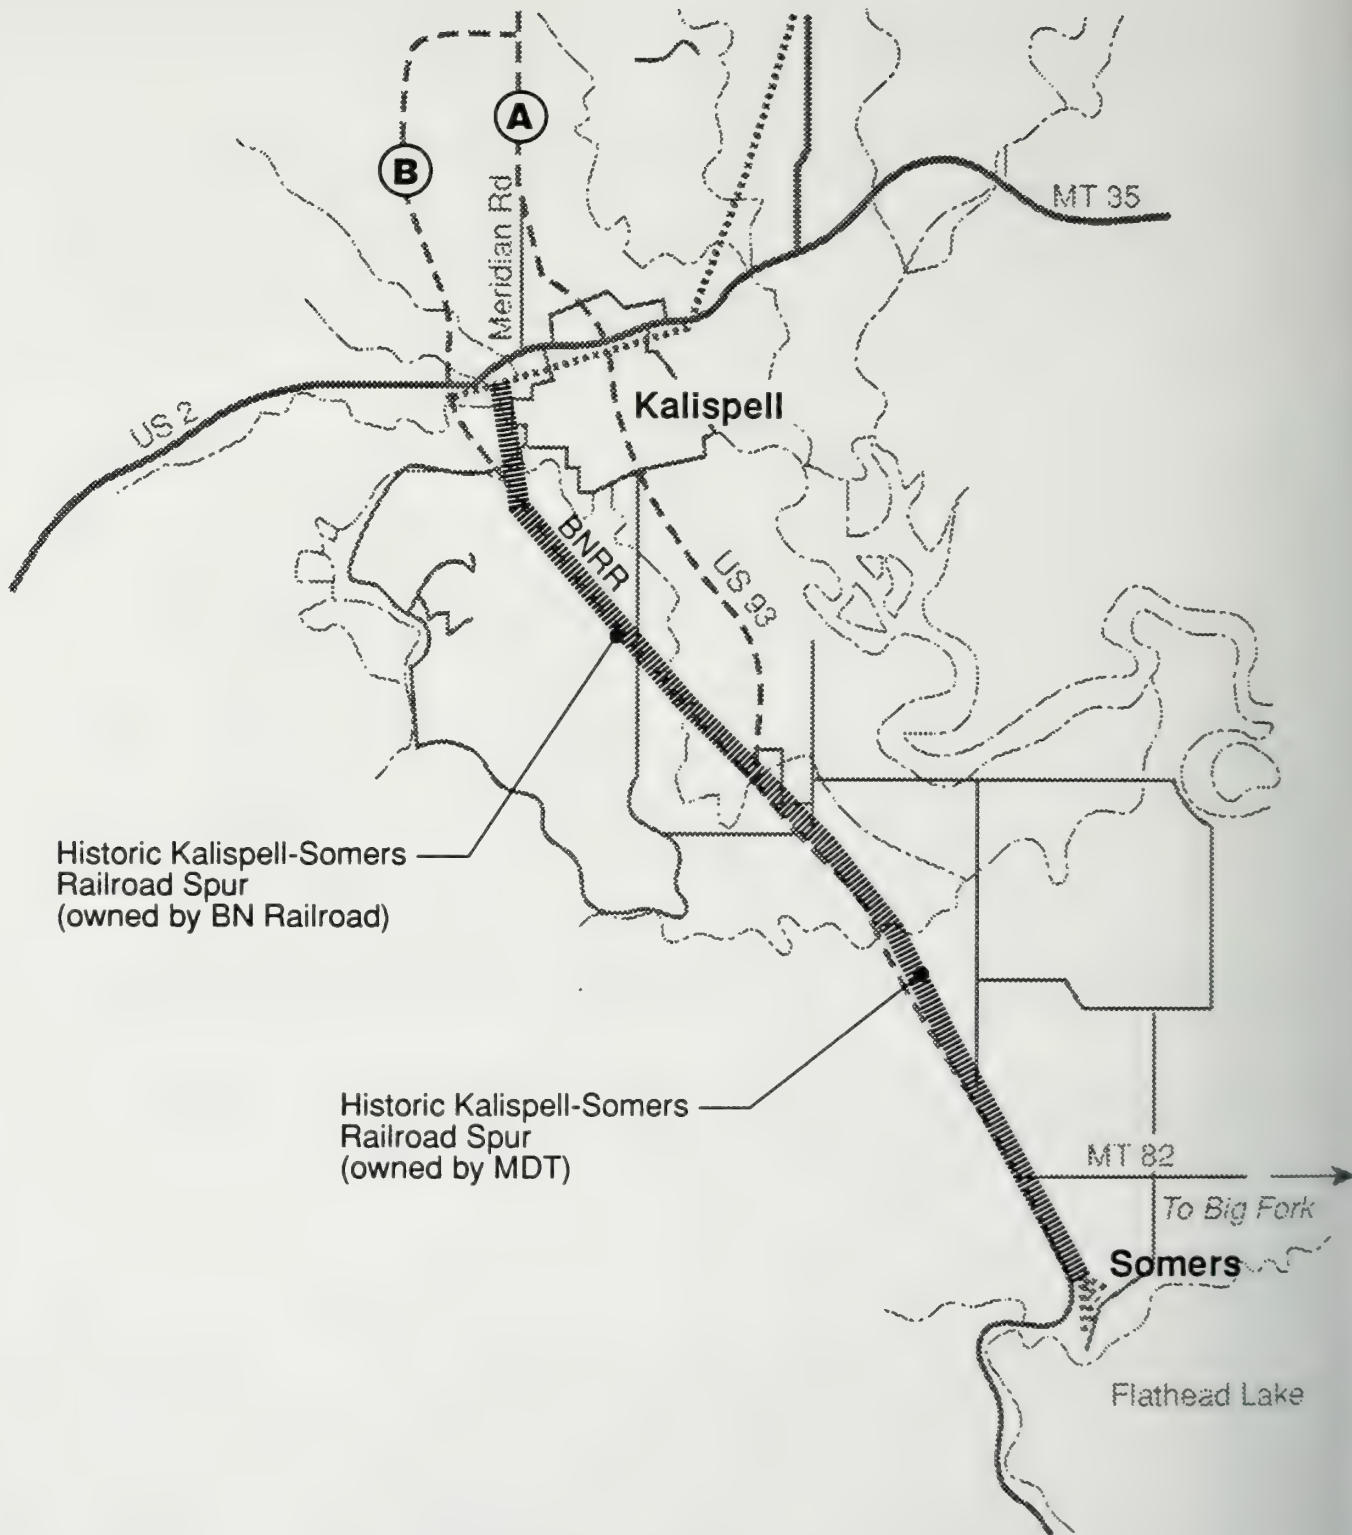 A
B
Meridian Rd
MT 35
US 2
Kalispell
BNRR
US 93
Historic Kalispell-Somers
Railroad Spur
(owned by BN Railroad)
Historic Kalispell-Somers
Railroad Spur
(owned by MDT)
MT 82
To Big Fork
Somers
Flathead Lake